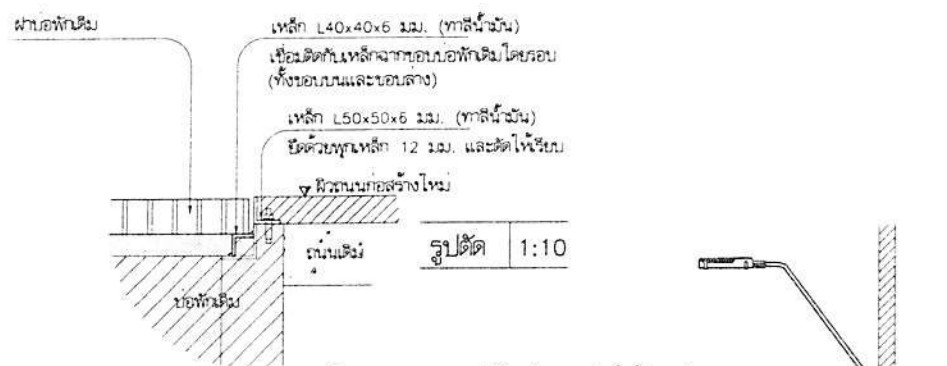 ฝาบ่อพักเดิม
เหล็ก L40x40x6 มม. (ทาสีน้ำมัน)
เชื่อมติดกับเหล็กฉากขอบบ่อพักเดิมโดยรอบ
(ทั้งขอบบนและขอบล่าง)
เหล็ก L50x50x6 มม. (ทาสีน้ำมัน)
ยึดด้วยพุกเหล็ก 12 มม. และตัดให้เรียบ
ผิวถนนก่อสร้างใหม่
ถนนเดิม
รูปตัด 1:10
บ่อพักเดิม